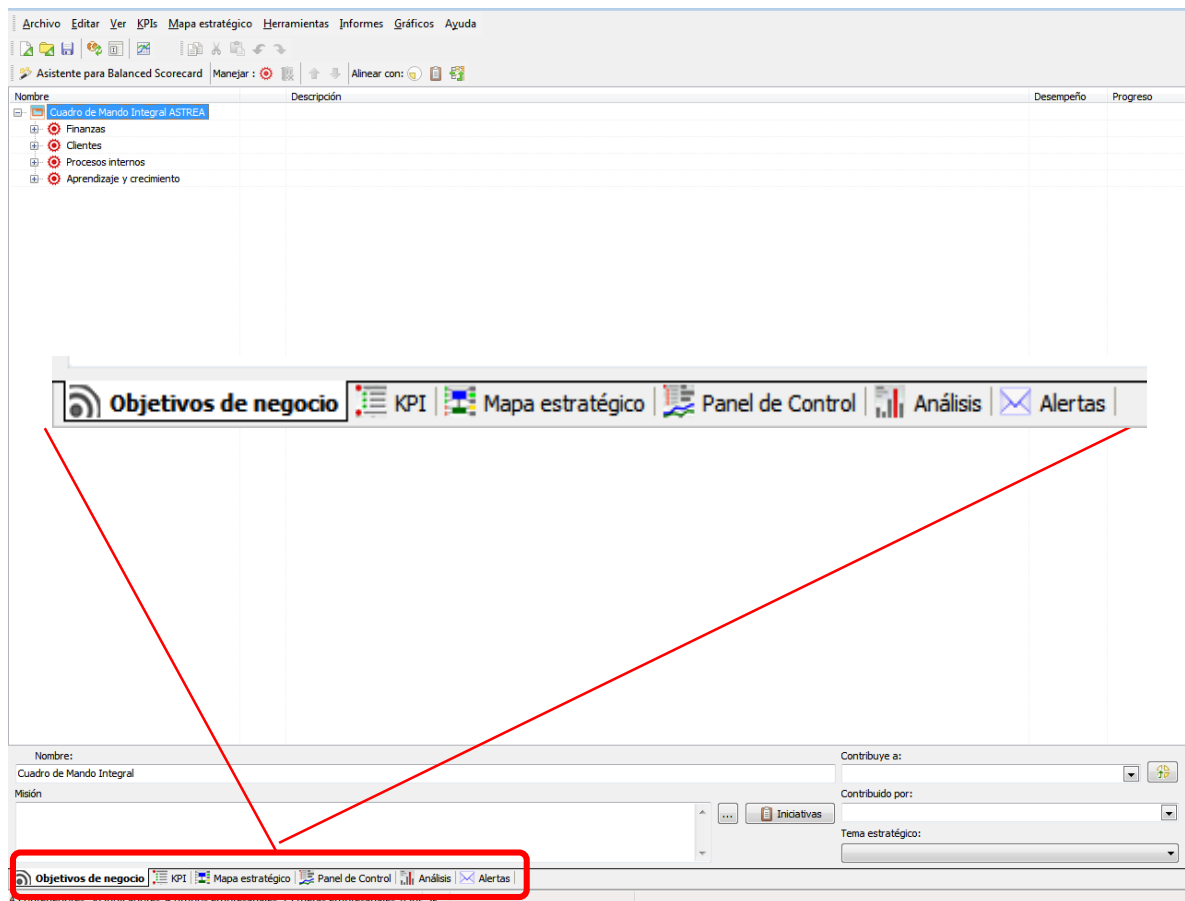 Archivo Editar Ver KPIs Mapa estratégico Herramientas Informes Gráficos Ayuda
Asistente para Balanced Scorecard Manejar : Alinear con:
Nombre Descripción Desempeño Progreso
Cuadro de Mando Integral ASTREA
Finanzas
Clientes
Procesos internos
Aprendizaje y crecimiento
Objetivos de negocio KPI Mapa estratégico Panel de Control Análisis Alertas
Nombre: Contribuye a:
Cuadro de Mando Integral
Misión Contribuido por:
... Iniciativas
Tema estratégico:
Objetivos de negocio KPI Mapa estratégico Panel de Control Análisis Alertas